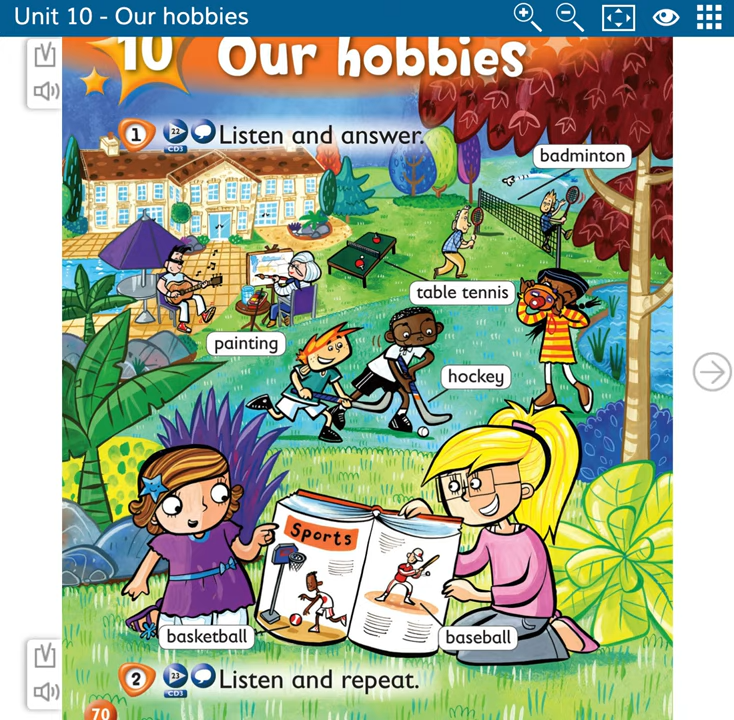 Unit 10 - Our hobbies
10 Our hobbies
1 22 CD3 Listen and answer.
badminton
table tennis
painting
hockey
Sports
basketball
baseball
2 23 CD3 Listen and repeat.
70